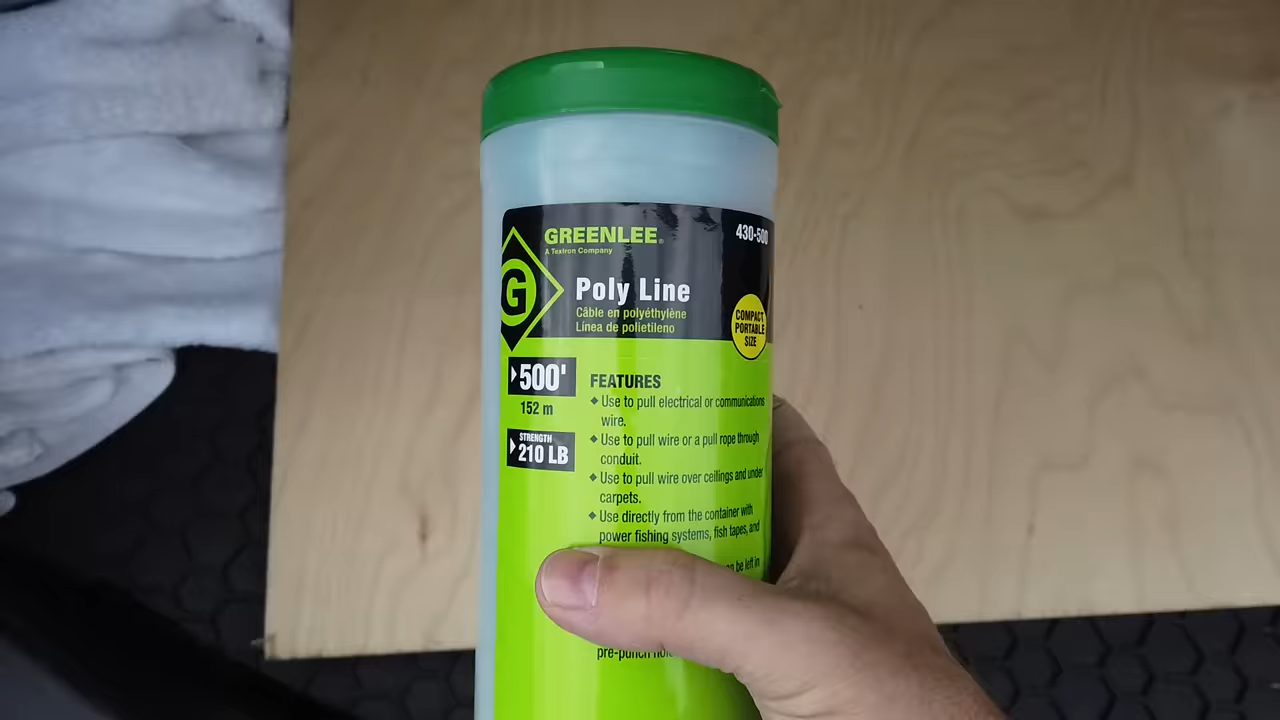 GREENLEE®
A Textron Company
430-500
G
Poly Line
Câble en polyéthylène
Línea de polietileno
COMPACT
PORTABLE
SIZE
500'
152 m
STRENGTH
210 LB
FEATURES
◆ Use to pull electrical or communications
wire.
◆ Use to pull wire or a pull rope through
conduit.
◆ Use to pull wire over ceilings and under
carpets.
◆ Use directly from the container with
power fishing systems, fish tapes, and
be left in
pre-punch